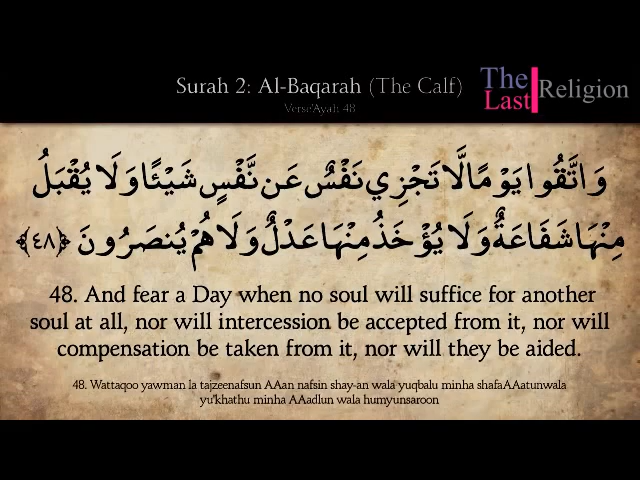 Surah 2: Al-Baqarah (The Calf)
Verse'Ayah 48
The
Last
Religion
وَاتَّقُوا يَوْمًا لَّا تَجْزِي نَفْسٌ عَن نَّفْسٍ شَيْئًا وَلَا يُقْبَلُ
مِنْهَا شَفَاعَةٌ وَلَا يُؤْخَذُ مِنْهَا عَدْلٌ وَلَا هُمْ يُنصَرُونَ ﴿٤٨﴾
48. And fear a Day when no soul will suffice for another
soul at all, nor will intercession be accepted from it, nor will
compensation be taken from it, nor will they be aided.
48. Wattaqoo yawman la tajzeenafsun AAan nafsin shay-an wala yuqbalu minha shafaAAatunwala
yu'khathu minha AAadlun wala humyunsaroon